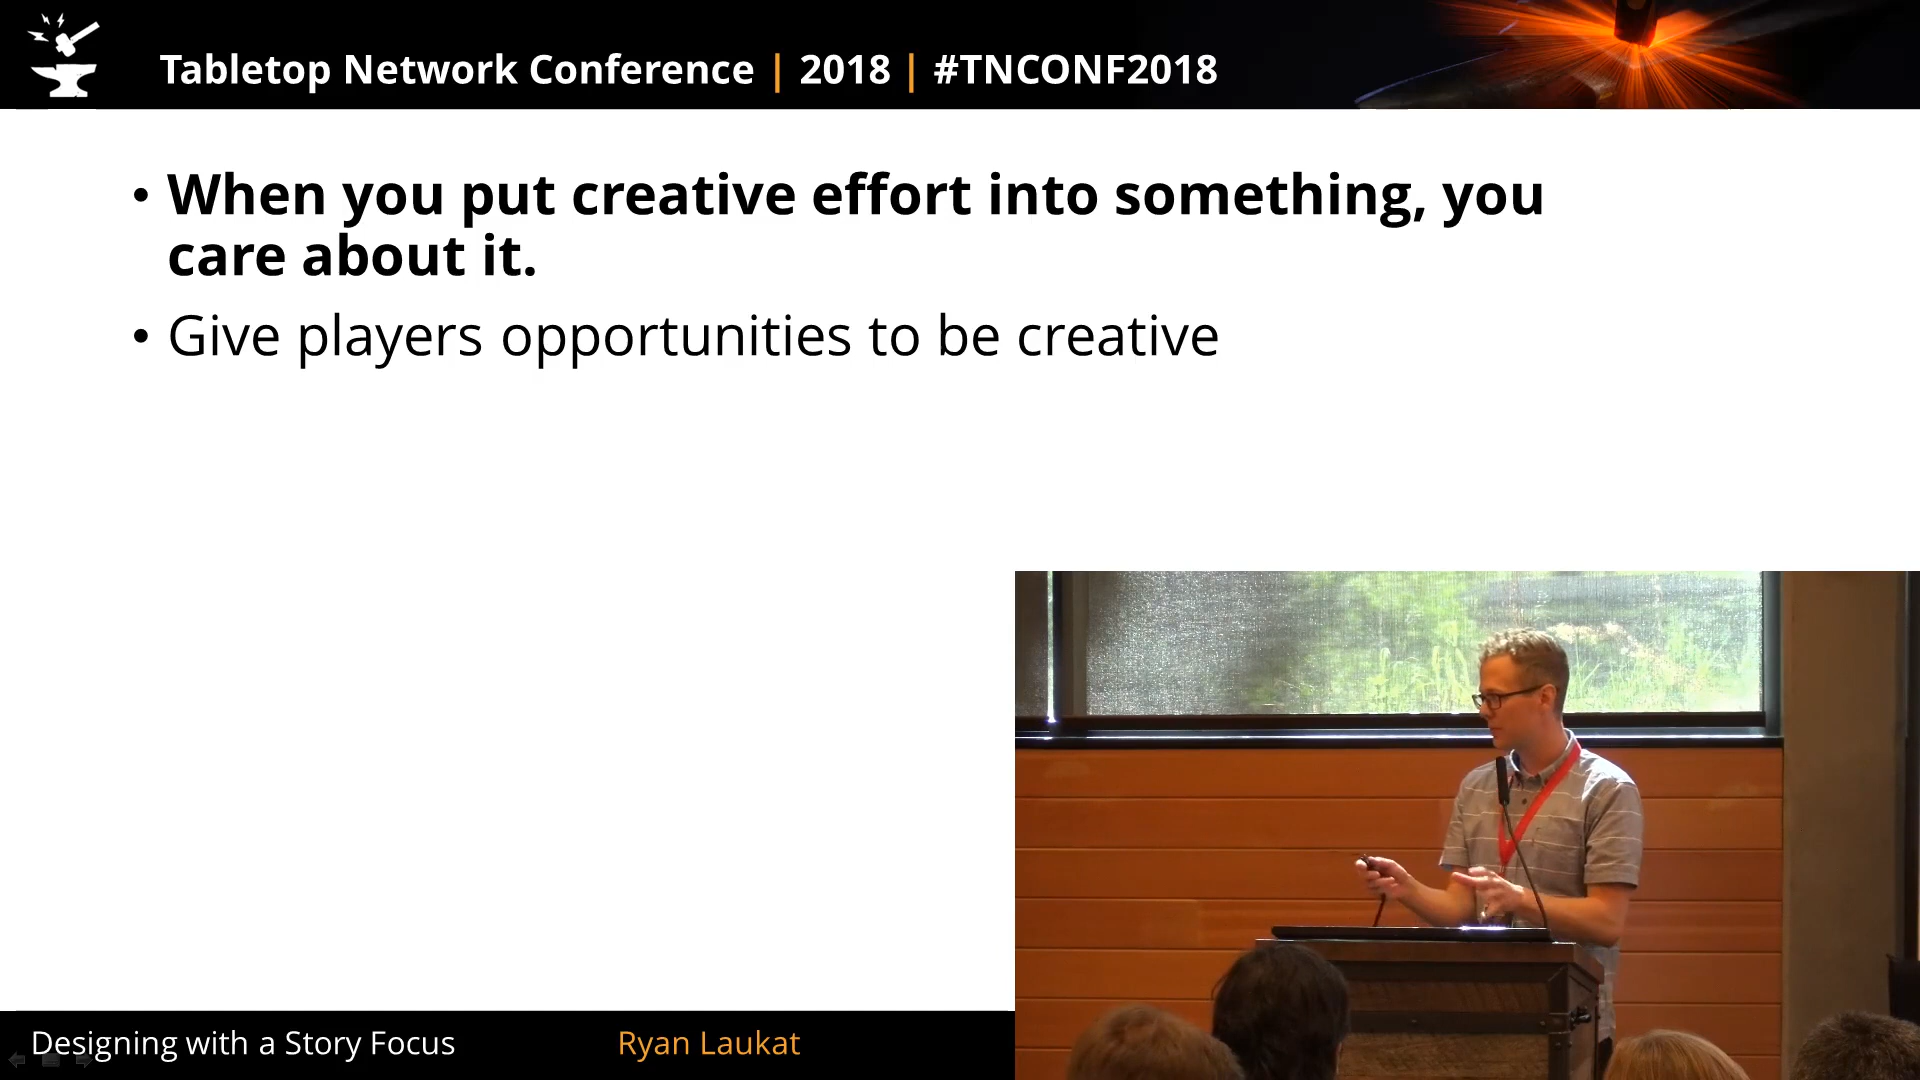 Tabletop Network Conference | 2018 | #TNCONF2018
• When you put creative effort into something, you
care about it.
• Give players opportunities to be creative
Designing with a Story Focus
Ryan Laukat